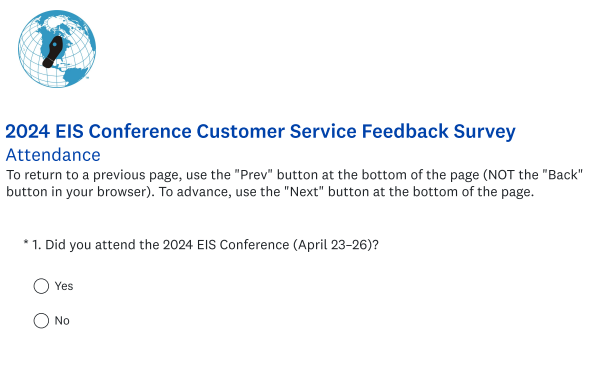 2024 EIS Conference Customer Service Feedback Survey
Attendance
To return to a previous page, use the "Prev" button at the bottom of the page (NOT the "Back"
button in your browser). To advance, use the "Next" button at the bottom of the page.
* 1. Did you attend the 2024 EIS Conference (April 23–26)?
Yes
No